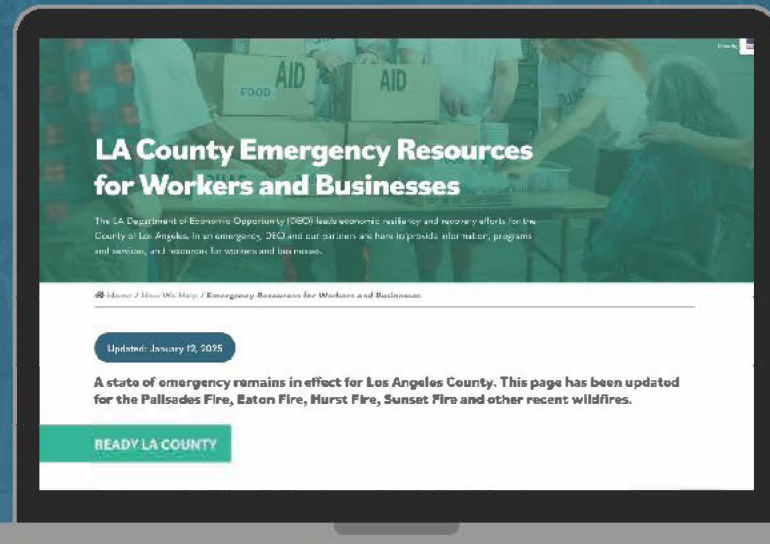 AID
FOOD
AID
LA County Emergency Resources
for Workers and Businesses
The LA Department of Economic Opportunity (DEO) leads economic resiliency and recovery efforts for the
County of Los Angeles. In an emergency, DEO and our partners are here to provide information, programs
and services, and resources for workers and businesses.
Home / How We Help / Emergency Resources for Workers and Businesses
Updated: January 12, 2025
A state of emergency remains in effect for Los Angeles County. This page has been updated
for the Palisades Fire, Eaton Fire, Hurst Fire, Sunset Fire and other recent wildfires.
READY LA COUNTY